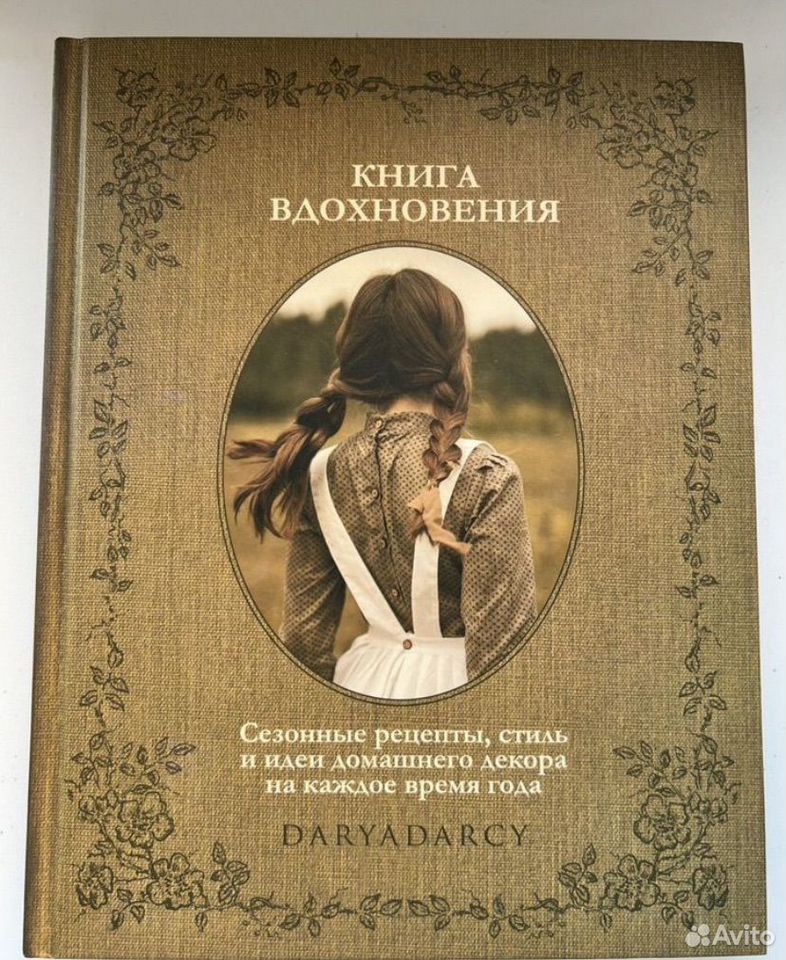 КНИГА
ВДОХНОВЕНИЯ
Сезонные рецепты, стиль
и идеи домашнего декора
на каждое время года
DARYADARCY
Avito